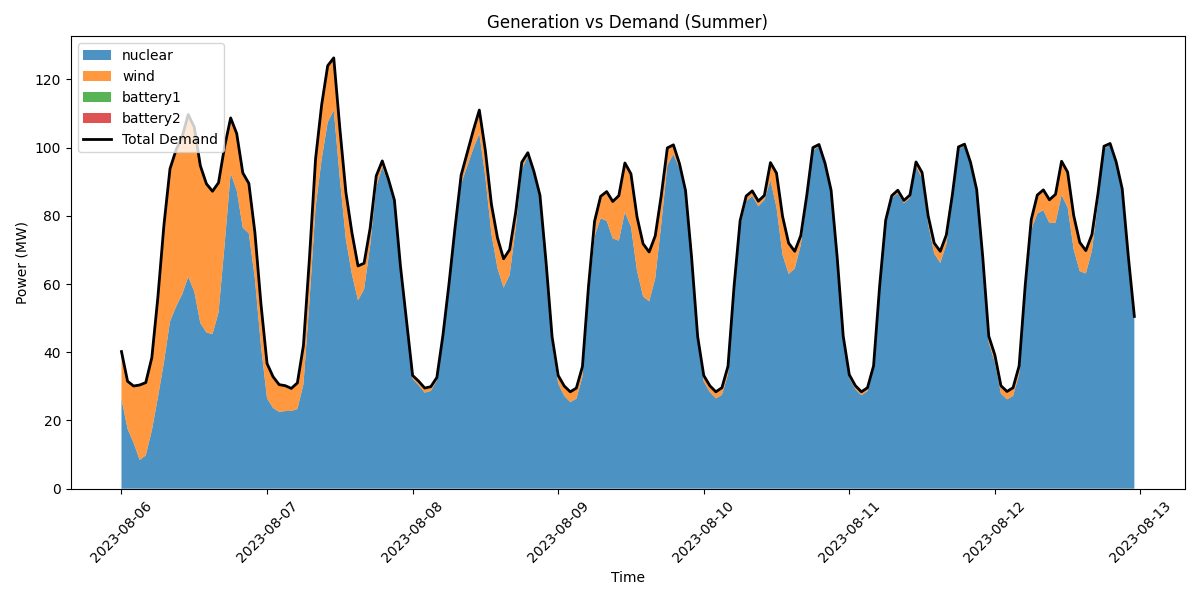 Generation vs Demand (Summer)
nuclear
wind
battery1
battery2
Total Demand
Power (MW)
120
100
80
60
40
20
0
2023-08-06
2023-08-07
2023-08-08
2023-08-09
2023-08-10
2023-08-11
2023-08-12
2023-08-13
Time